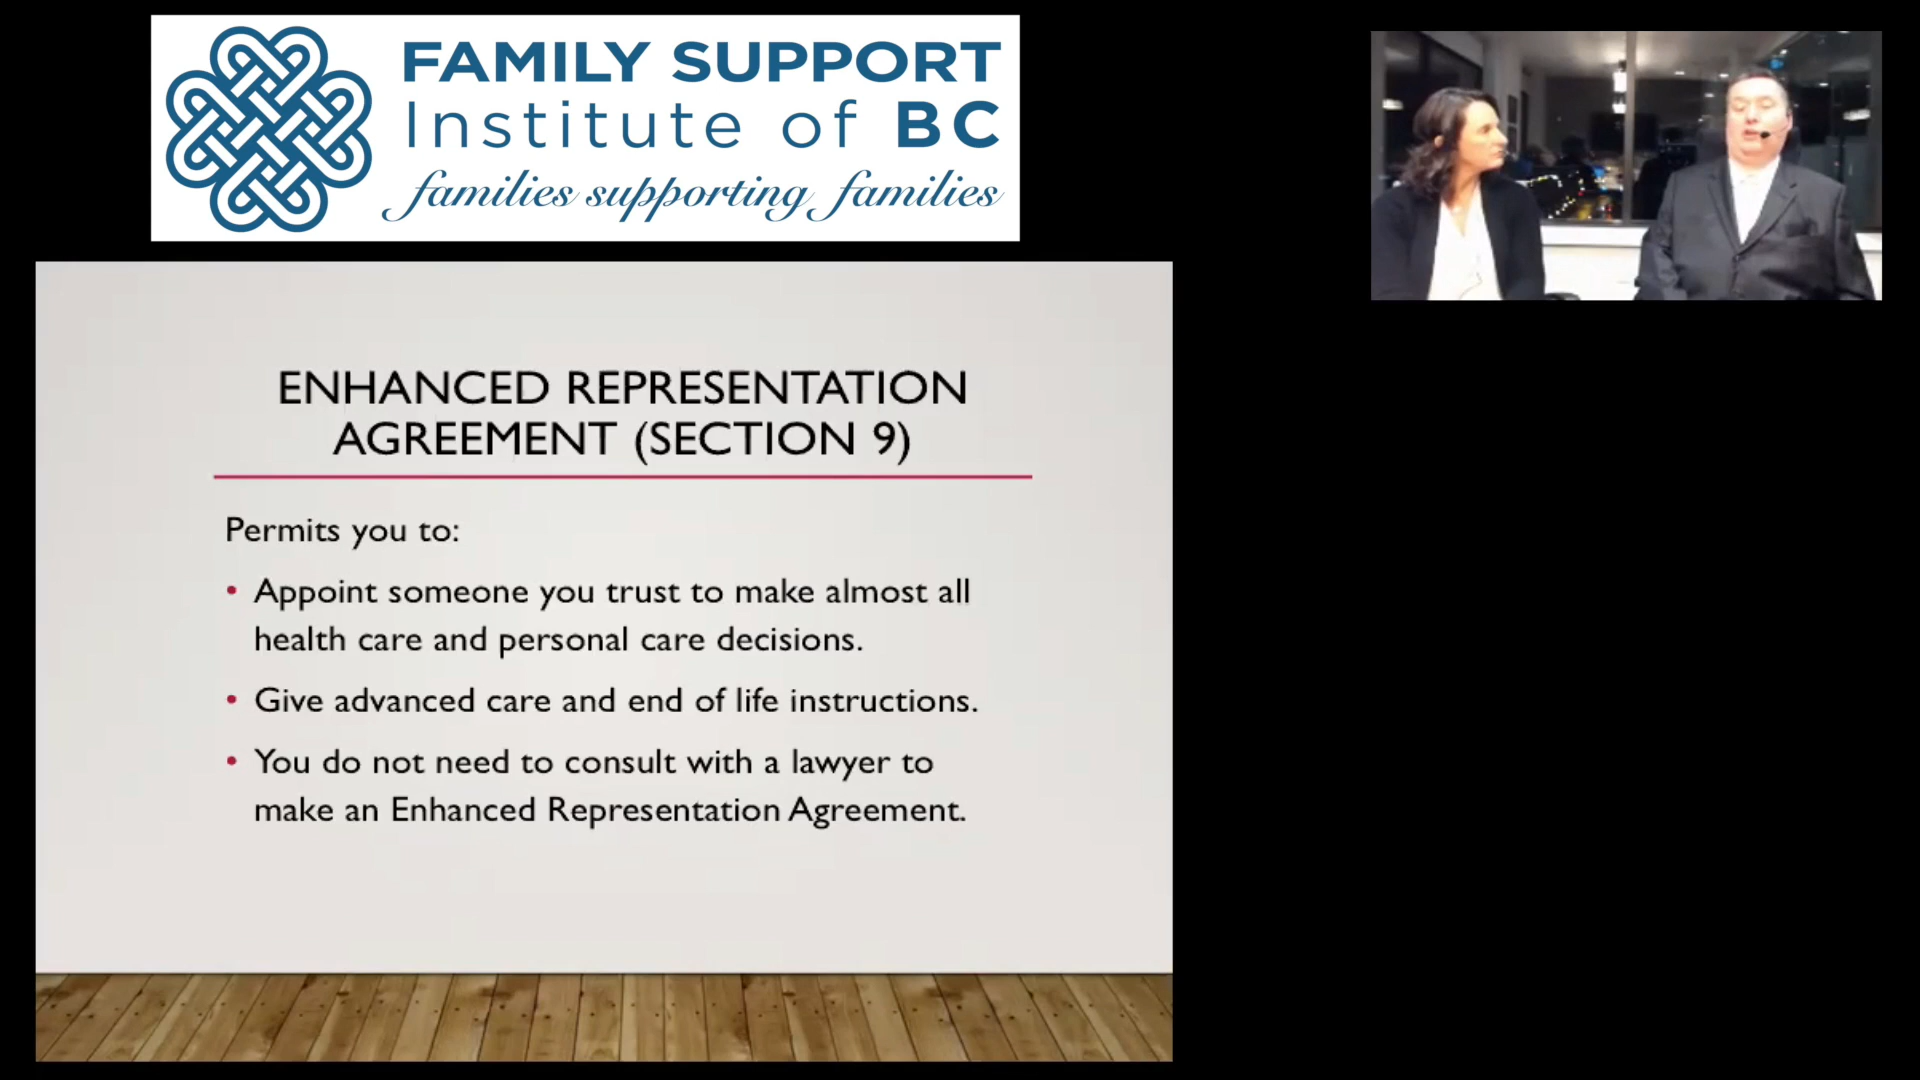 FAMILY SUPPORT
Institute of BC
families supporting families
ENHANCED REPRESENTATION
AGREEMENT (SECTION 9)
Permits you to:
• Appoint someone you trust to make almost all
health care and personal care decisions.
• Give advanced care and end of life instructions.
• You do not need to consult with a lawyer to
make an Enhanced Representation Agreement.